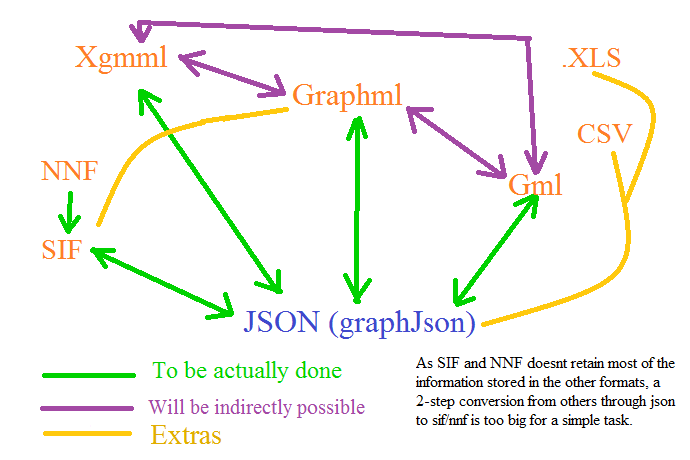 Xgmml
.XLS
Graphml
CSV
NNF
Gml
SIF
JSON (graphJson)
To be actually done
Will be indirectly possible
Extras
As SIF and NNF doesnt retain most of the
information stored in the other formats, a
2-step conversion from others through json
to sif/nnf is too big for a simple task.